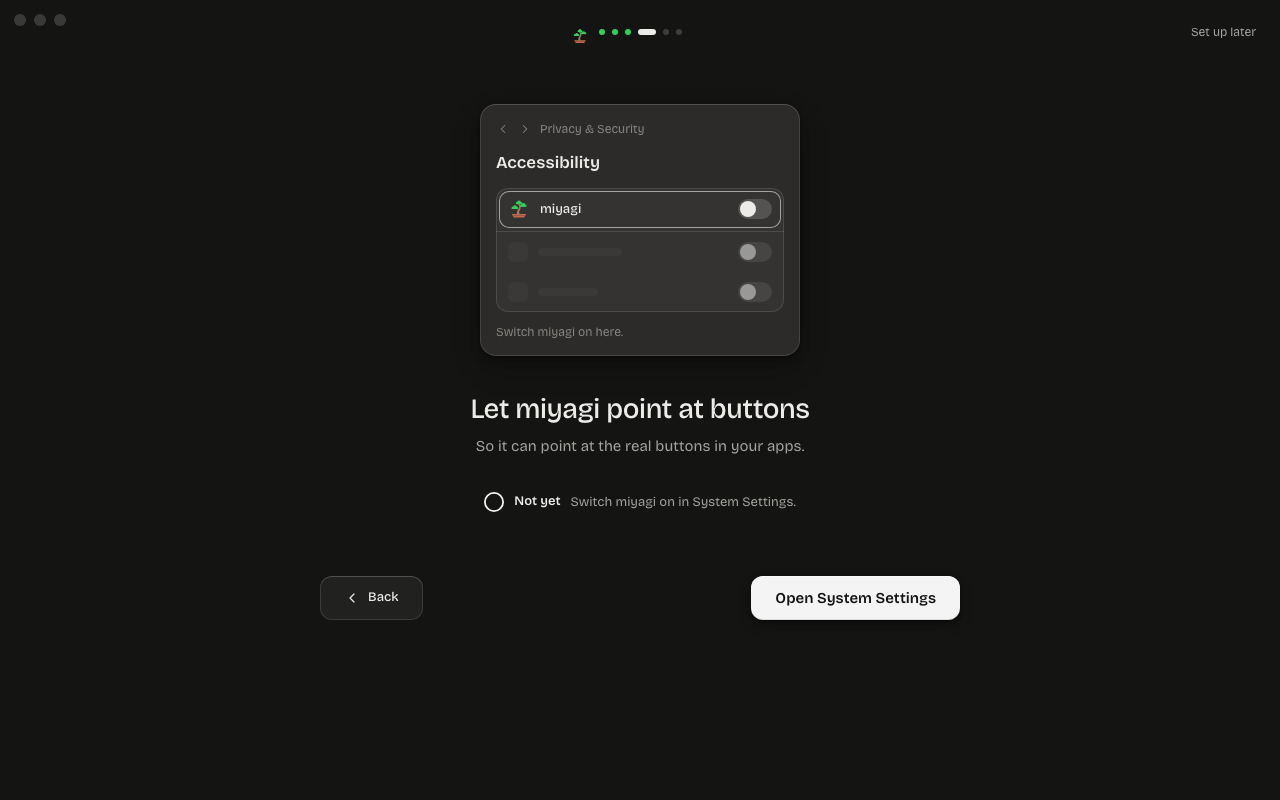 Set up later
Privacy & Security
Accessibility
miyagi
Switch miyagi on here.
Let miyagi point at buttons
So it can point at the real buttons in your apps.
Not yet Switch miyagi on in System Settings.
Back
Open System Settings